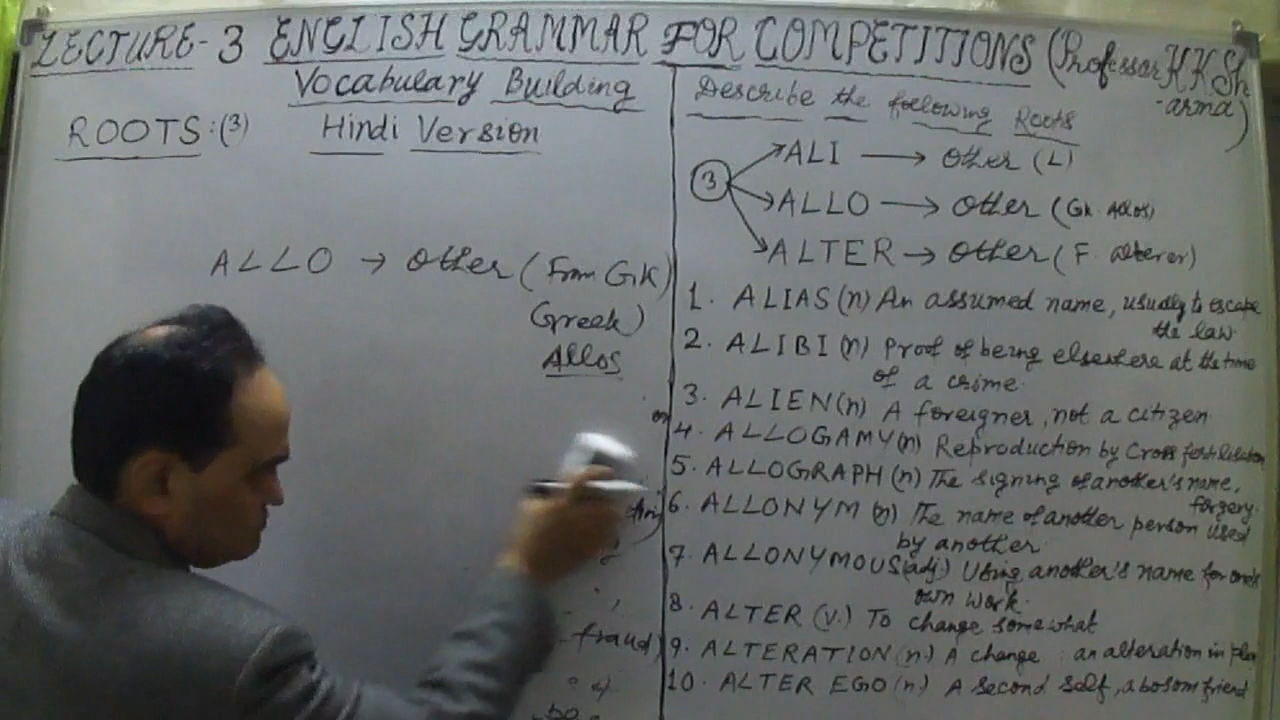 LECTURE-3 ENGLISH GRAMMAR FOR COMPETITIONS (Professor KKSh
-arma)
Vocabulary Building
ROOTS:(3) Hindi Version
ALLO → Other (From GK
Greek)
Allos
fraud)
Describe the following Roots
3
ALI → Other (L)
ALLO → Other (Gk. Allos)
ALTER → Other (F. alterer)
1. ALIAS (n) An assumed name, usually to escape
the law.
2. ALIBI (n) Proof of being elsewhere at the time
of a crime.
3. ALIEN (n) A foreigner, not a citizen
4. ALLOGAMY (n) Reproduction by Cross fertilisation
5. ALLOGRAPH (n) The signing of another's name,
forgery.
6. ALLONYM (n) The name of another person used
by another.
7. ALLONYMOUS (adj) Using another's name for one's
own work.
8. ALTER (v.) To change somewhat
9. ALTERATION (n.) A change : an alteration in
10. ALTER EGO (n) A second self, a bosom friend